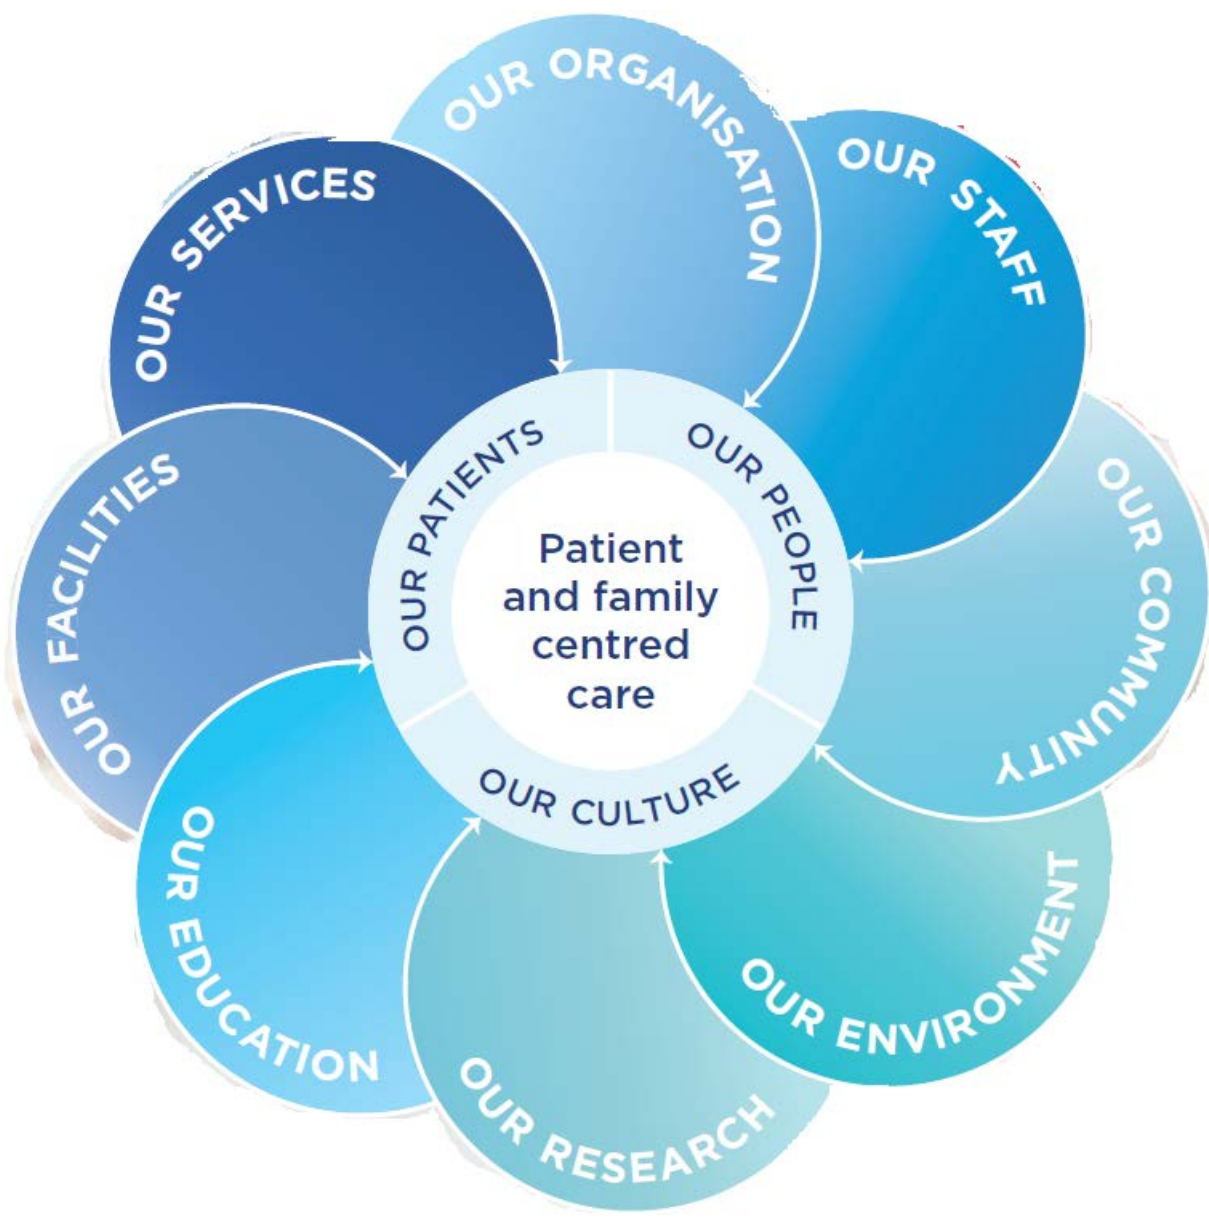 OUR ORGANISATION
OUR STAFF
OUR COMMUNITY
OUR ENVIRONMENT
OUR RESEARCH
OUR EDUCATION
OUR FACILITIES
OUR SERVICES
OUR PATIENTS
OUR PEOPLE
OUR CULTURE
Patient
and family
centred
care